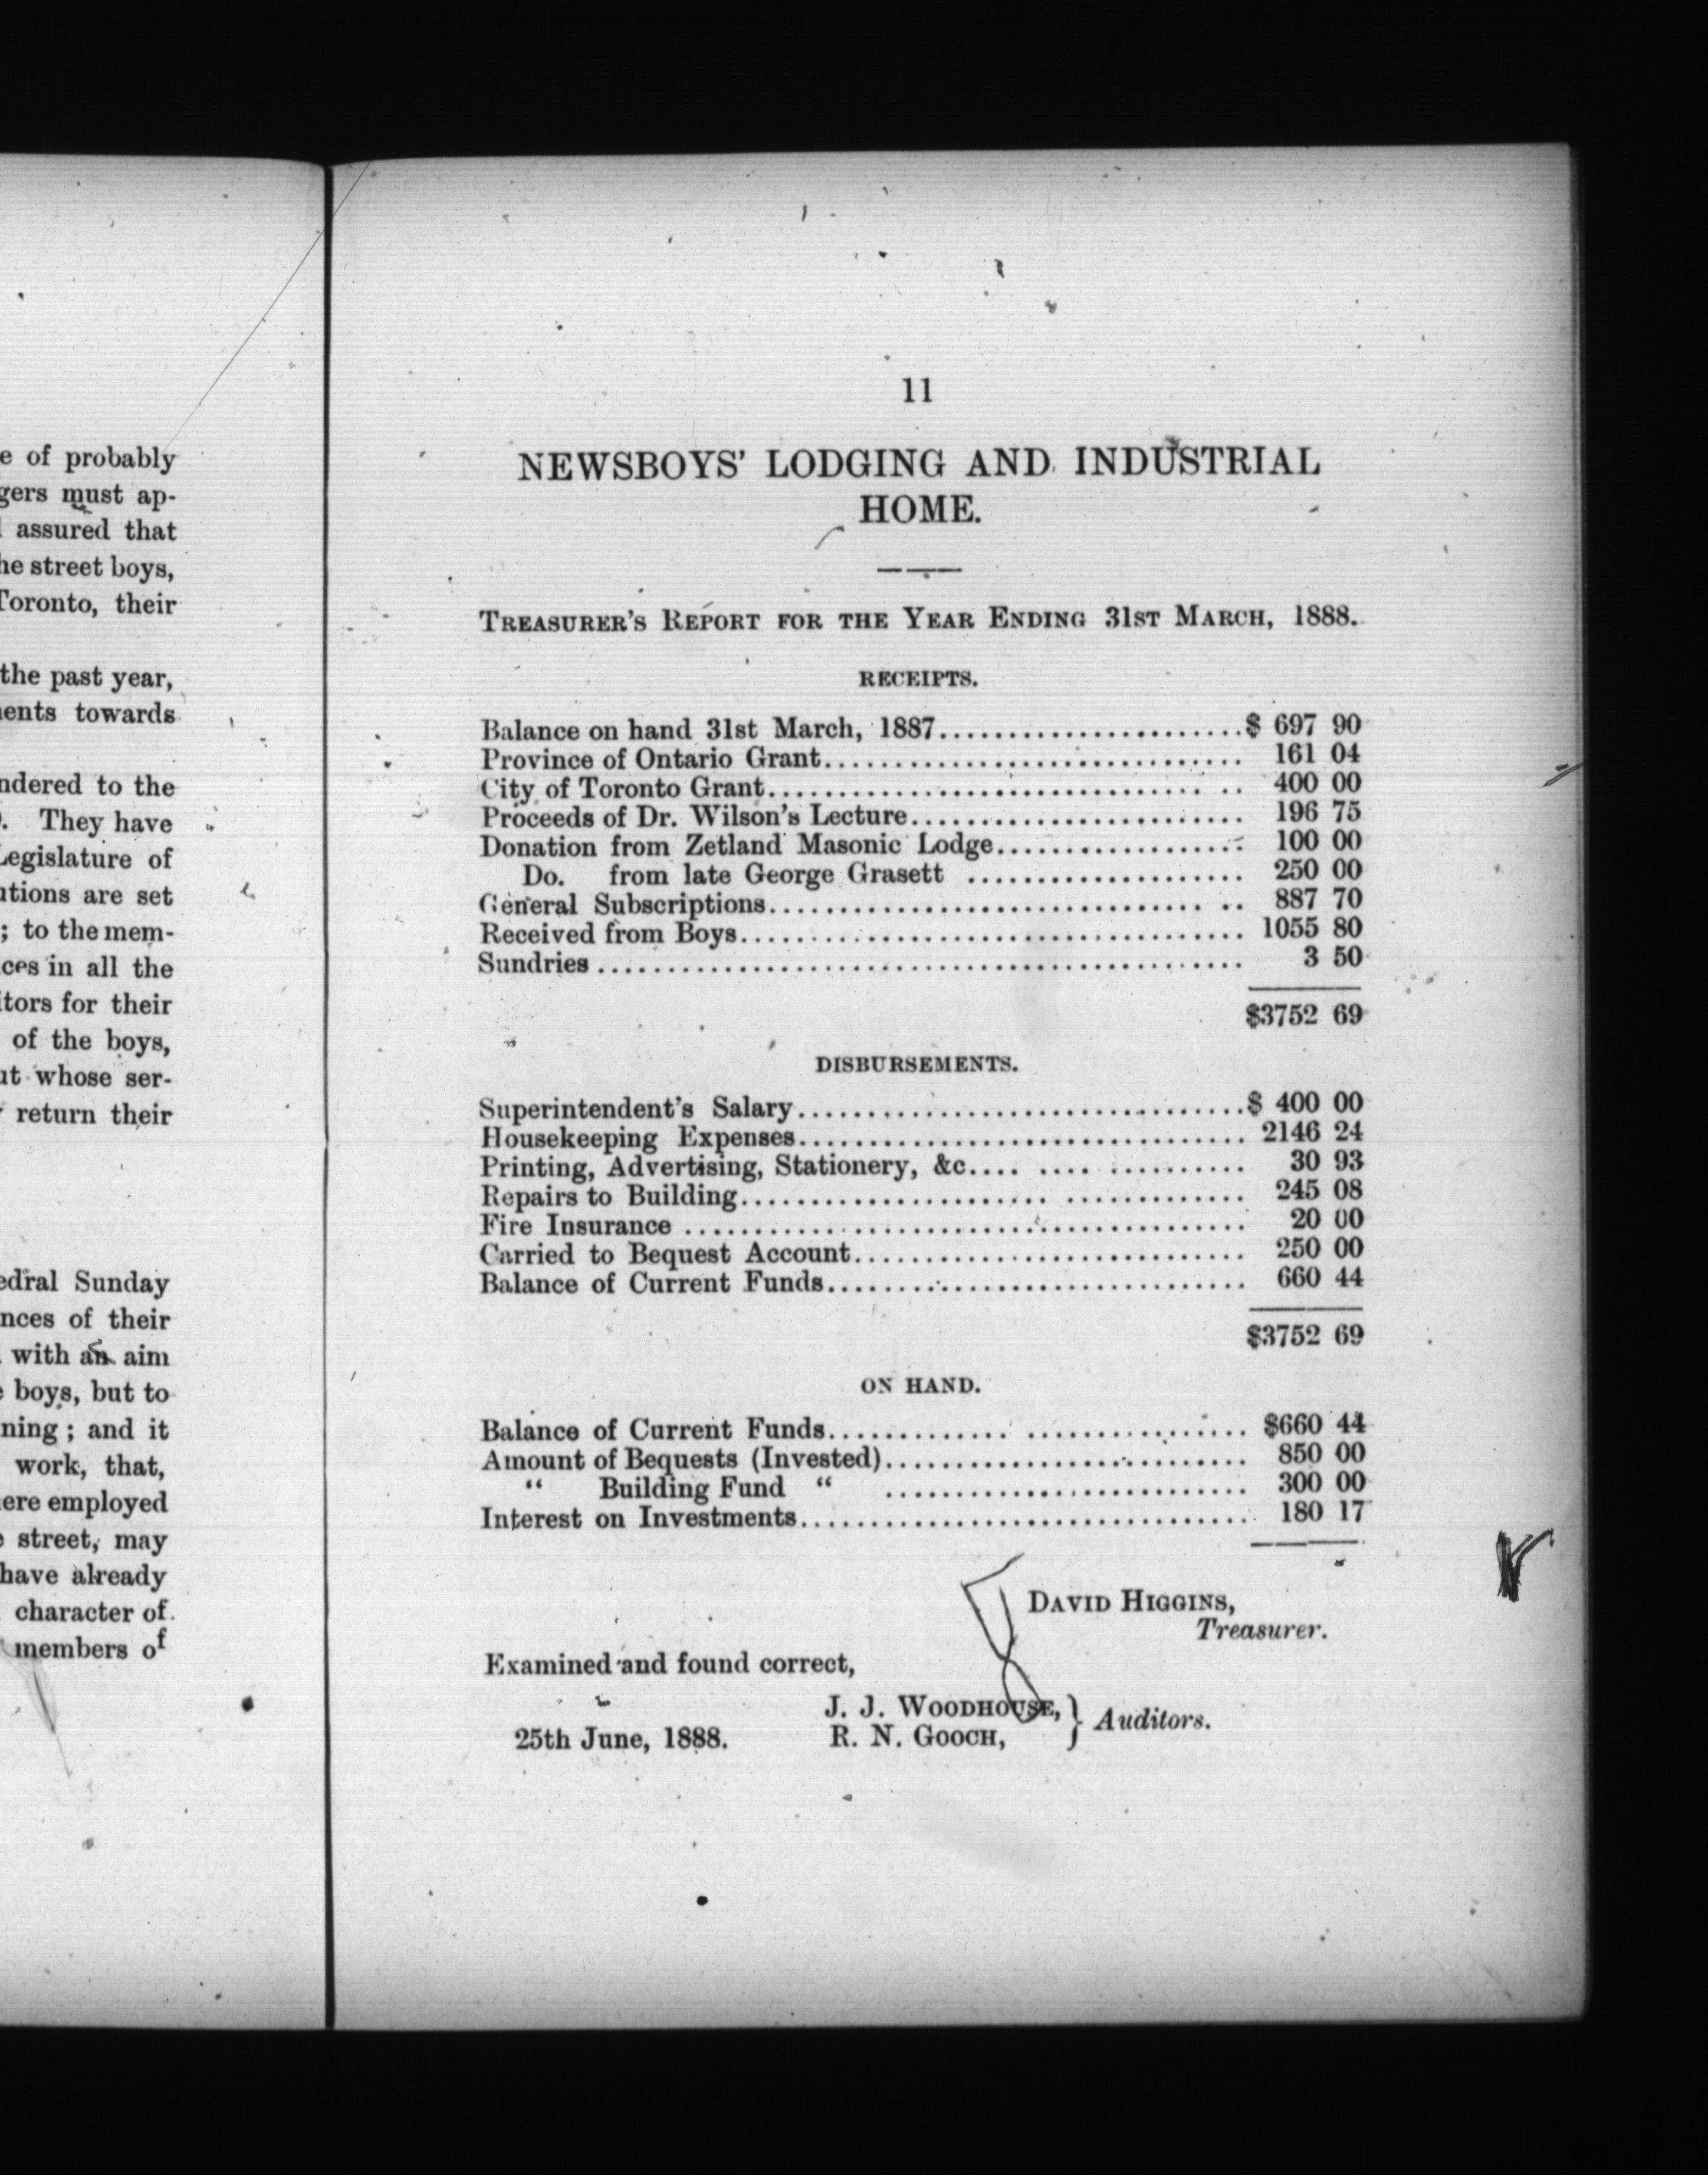 e of probably
gers must ap-
assured that
he street boys,
Toronto, their
the past year,
ents towards
ndered to the
They have
Legislature of
utions are set
; to the mem-
ces in all the
itors for their
of the boys,
ut whose ser-
return their
edral Sunday
nces of their
with an aim
boys, but to
ning; and it
work, that,
ere employed
street, may
have already
character of
members of
11
NEWSBOYS' LODGING AND INDUSTRIAL
HOME.
TREASURER'S REPORT FOR THE YEAR ENDING 31ST MARCH, 1888.
RECEIPTS.
Balance on hand 31st March, 1887.......................$ 697 90
Province of Ontario Grant................................ 161 04
City of Toronto Grant................................. .. 400 00
Proceeds of Dr. Wilson's Lecture......................... 196 75
Donation from Zetland Masonic Lodge................... 100 00
Do. from late George Grasett ..................... 250 00
General Subscriptions................................. .. 887 70
Received from Boys...................................... 1055 80
Sundries ................................................. 3 50
$3752 69
DISBURSEMENTS.
Superintendent's Salary..................................$ 400 00
Housekeeping Expenses.................................. 2146 24
Printing, Advertising, Stationery, &c.... .... .......... 30 93
Repairs to Building....................... ............. 245 08
Fire Insurance .......................................... 20 00
Carried to Bequest Account.............................. 250 00
Balance of Current Funds................................ 660 44
$3752 69
ON HAND.
Balance of Current Funds............. ................. $660 44
Amount of Bequests (Invested)........................... 850 00
“ Building Fund “ ........................... 300 00
Interest on Investments.................................. 180 17
DAVID HIGGINS,
Treasurer.
Examined and found correct,
J. J. WOODHOUSE, } Auditors.
25th June, 1888. R. N. GOOCH,